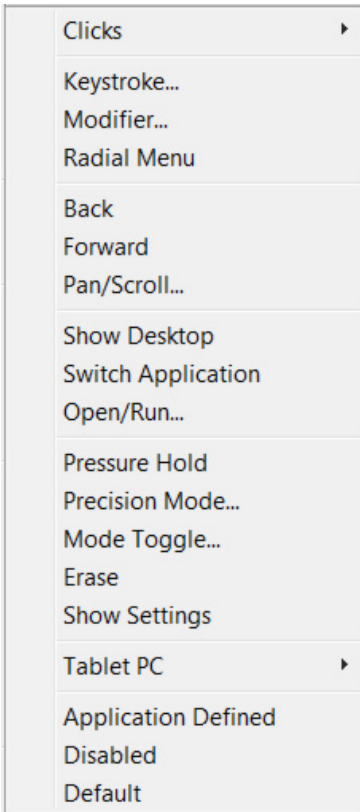 Clicks
Keystroke...
Modifier...
Radial Menu
Back
Forward
Pan/Scroll...
Show Desktop
Switch Application
Open/Run...
Pressure Hold
Precision Mode...
Mode Toggle...
Erase
Show Settings
Tablet PC
Application Defined
Disabled
Default